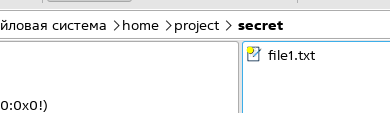 йловая система >home >project >secret
file1.txt
0:0x0!)